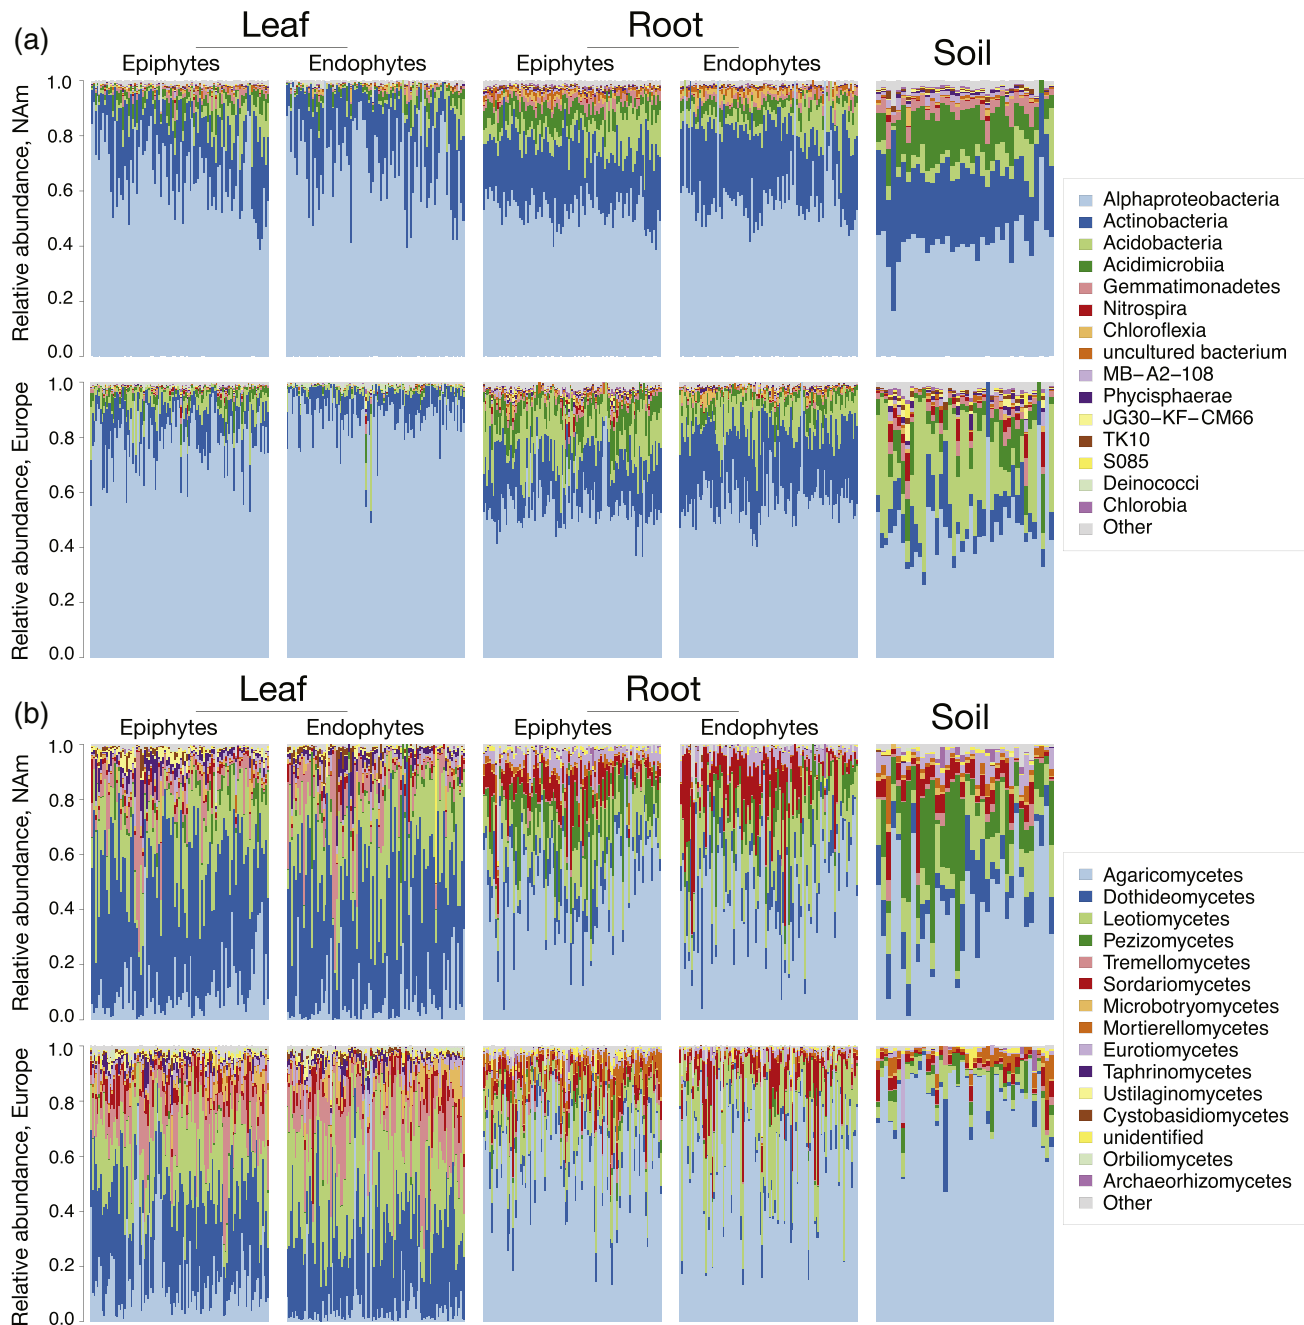 (a)
Leaf
Root
Soil
Epiphytes
Endophytes
Epiphytes
Endophytes
Relative abundance, NAm
1.0
0.8
0.6
0.4
0.2
0.0
Relative abundance, Europe
1.0
0.8
0.6
0.4
0.2
0.0
Alphaproteobacteria
Actinobacteria
Acidobacteria
Acidimicrobiia
Gemmatimonadetes
Nitrospira
Chloroflexia
uncultured bacterium
MB−A2−108
Phycisphaerae
JG30−KF−CM66
TK10
S085
Deinococci
Chlorobia
Other
(b)
Leaf
Root
Soil
Epiphytes
Endophytes
Epiphytes
Endophytes
Relative abundance, NAm
1.0
0.8
0.6
0.4
0.2
0.0
Relative abundance, Europe
1.0
0.8
0.6
0.4
0.2
0.0
Agaricomycetes
Dothideomycetes
Leotiomycetes
Pezizomycetes
Tremellomycetes
Sordariomycetes
Microbotryomycetes
Mortierellomycetes
Eurotiomycetes
Taphrinomycetes
Ustilaginomycetes
Cystobasidiomycetes
unidentified
Orbiliomycetes
Archaeorhizomycetes
Other